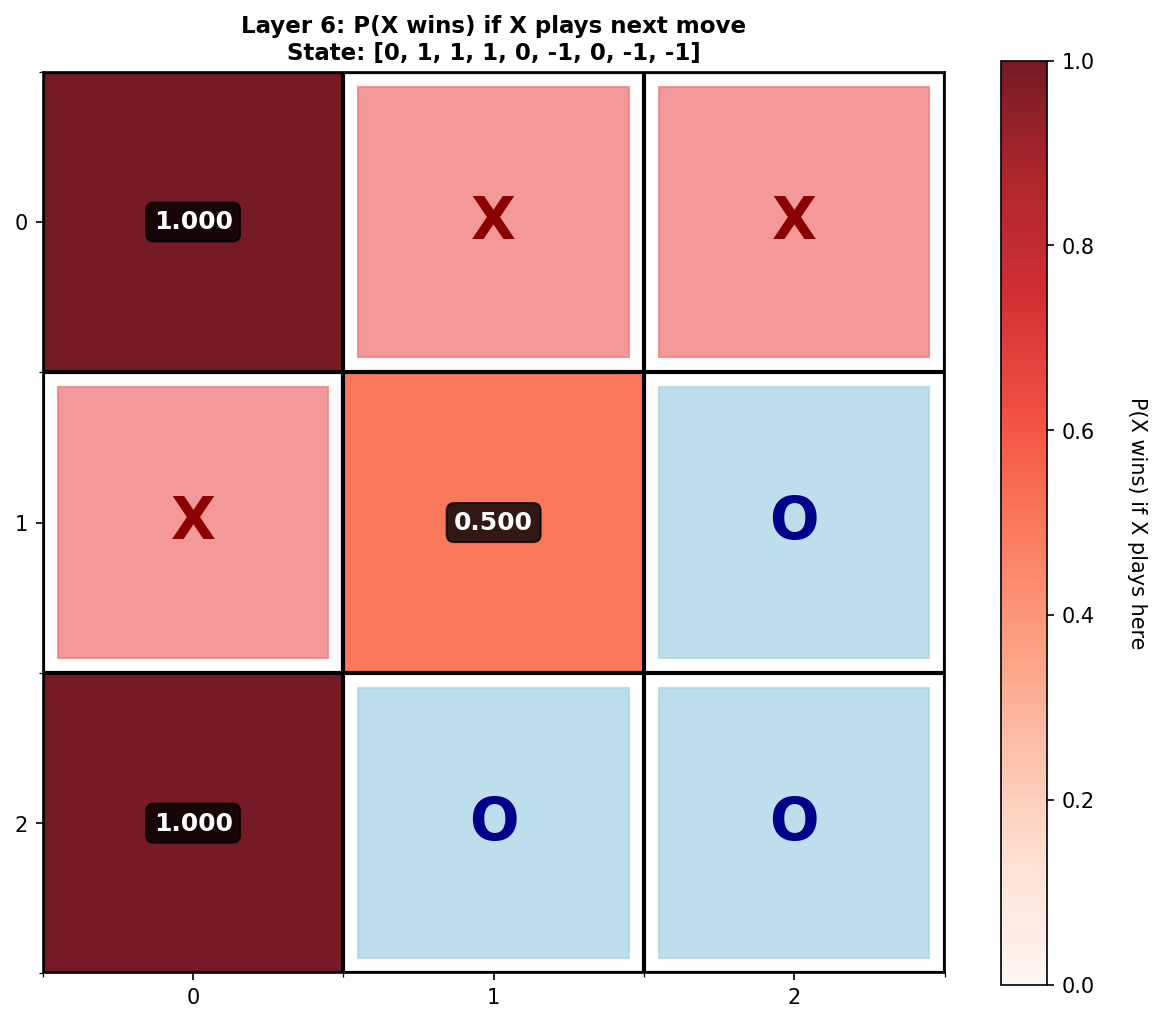 Layer 6: P(X wins) if X plays next move
State: [0, 1, 1, 1, 0, -1, 0, -1, -1]
0
1.000
X
X
1
X
0.500
O
2
1.000
O
O
0
1
2
1.0
0.8
0.6
0.4
0.2
0.0
P(X wins) if X plays here